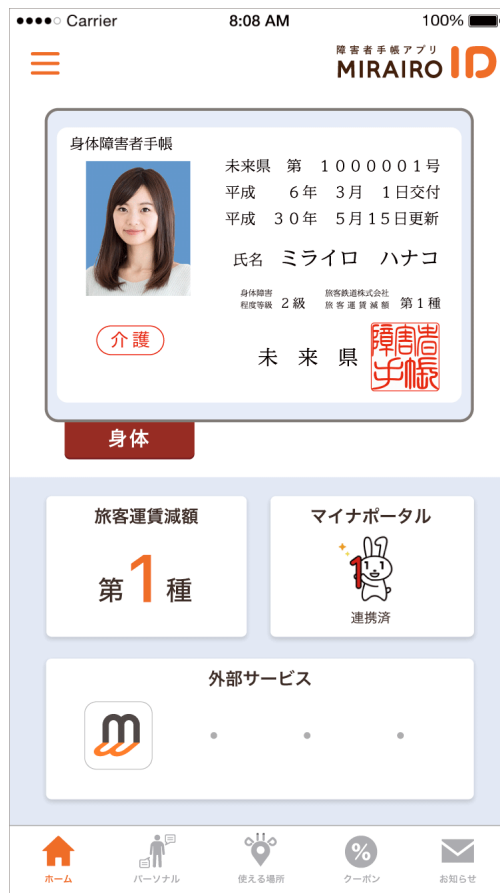 Carrier 8:08 AM 100%
障害者手帳アプリ
MIRAIRO ID
身体障害者手帳
未来県 第 1000001号
平成 6年 3月 1日交付
平成 30年 5月15日更新
氏名 ミライロ ハナコ
身体障害程度等級 2級 旅客鉄道株式会社旅客運賃減額 第1種
介護
未来県
障害者手帳
身体
旅客運賃減額
第1種
マイナポータル
1
連携済
外部サービス
m
ホーム
パーソナル
使える場所
%
クーポン
お知らせ